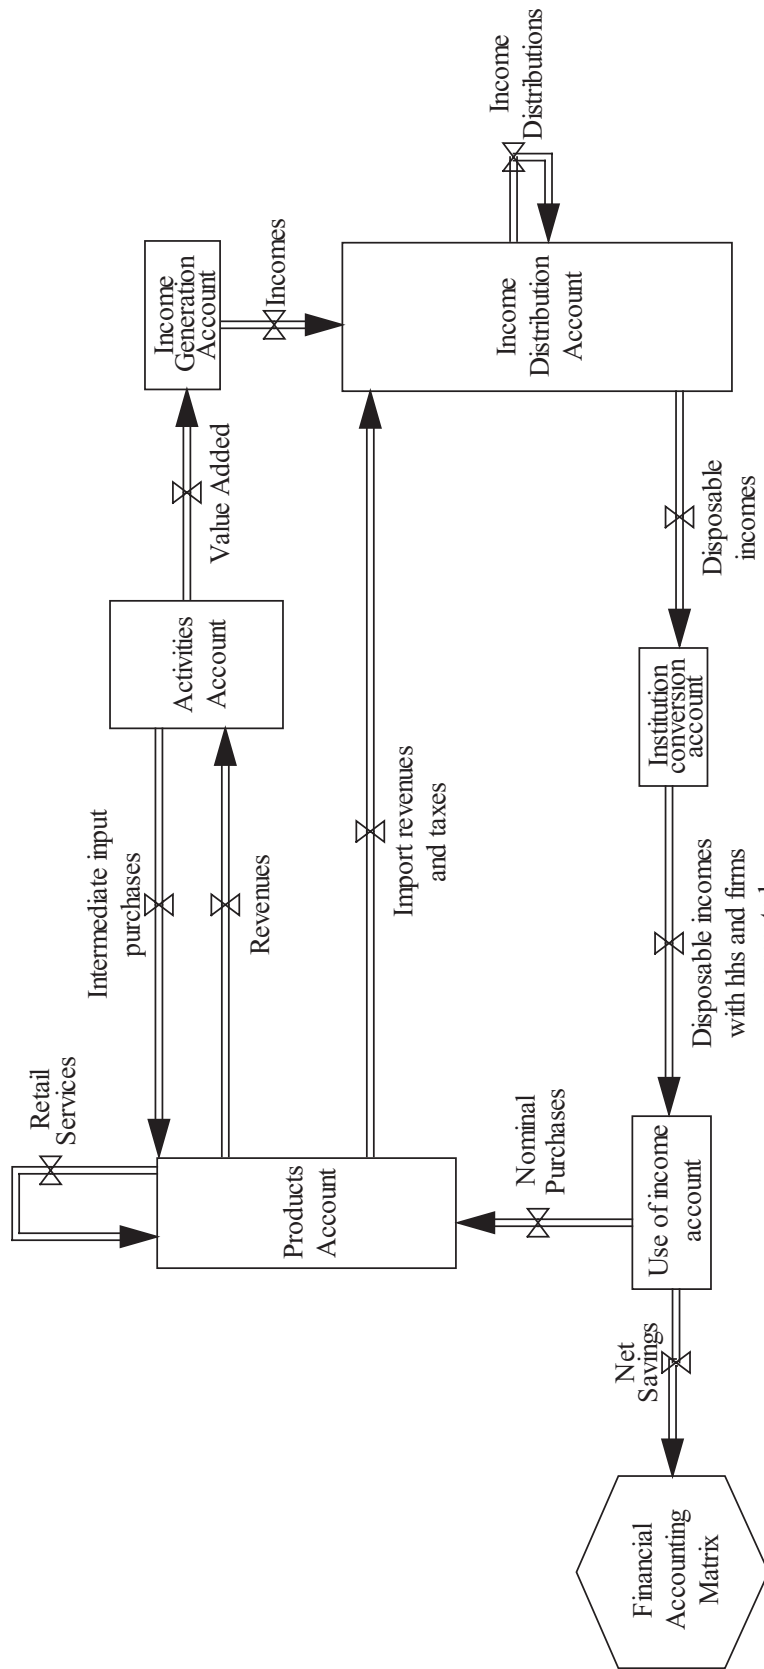 Retail
Services
Intermediate input
purchases
Income
Generation
Account
Activities
Account
Value Added
Revenues
Incomes
Products
Account
Import revenues
and taxes
Income
Distribution
Account
Income
Distributions
Nominal
Purchases
Net
Savings
Financial
Accounting
Matrix
Use of income
account
Institution
conversion
account
Disposable incomes
with hhs and firms
Disposable
incomes